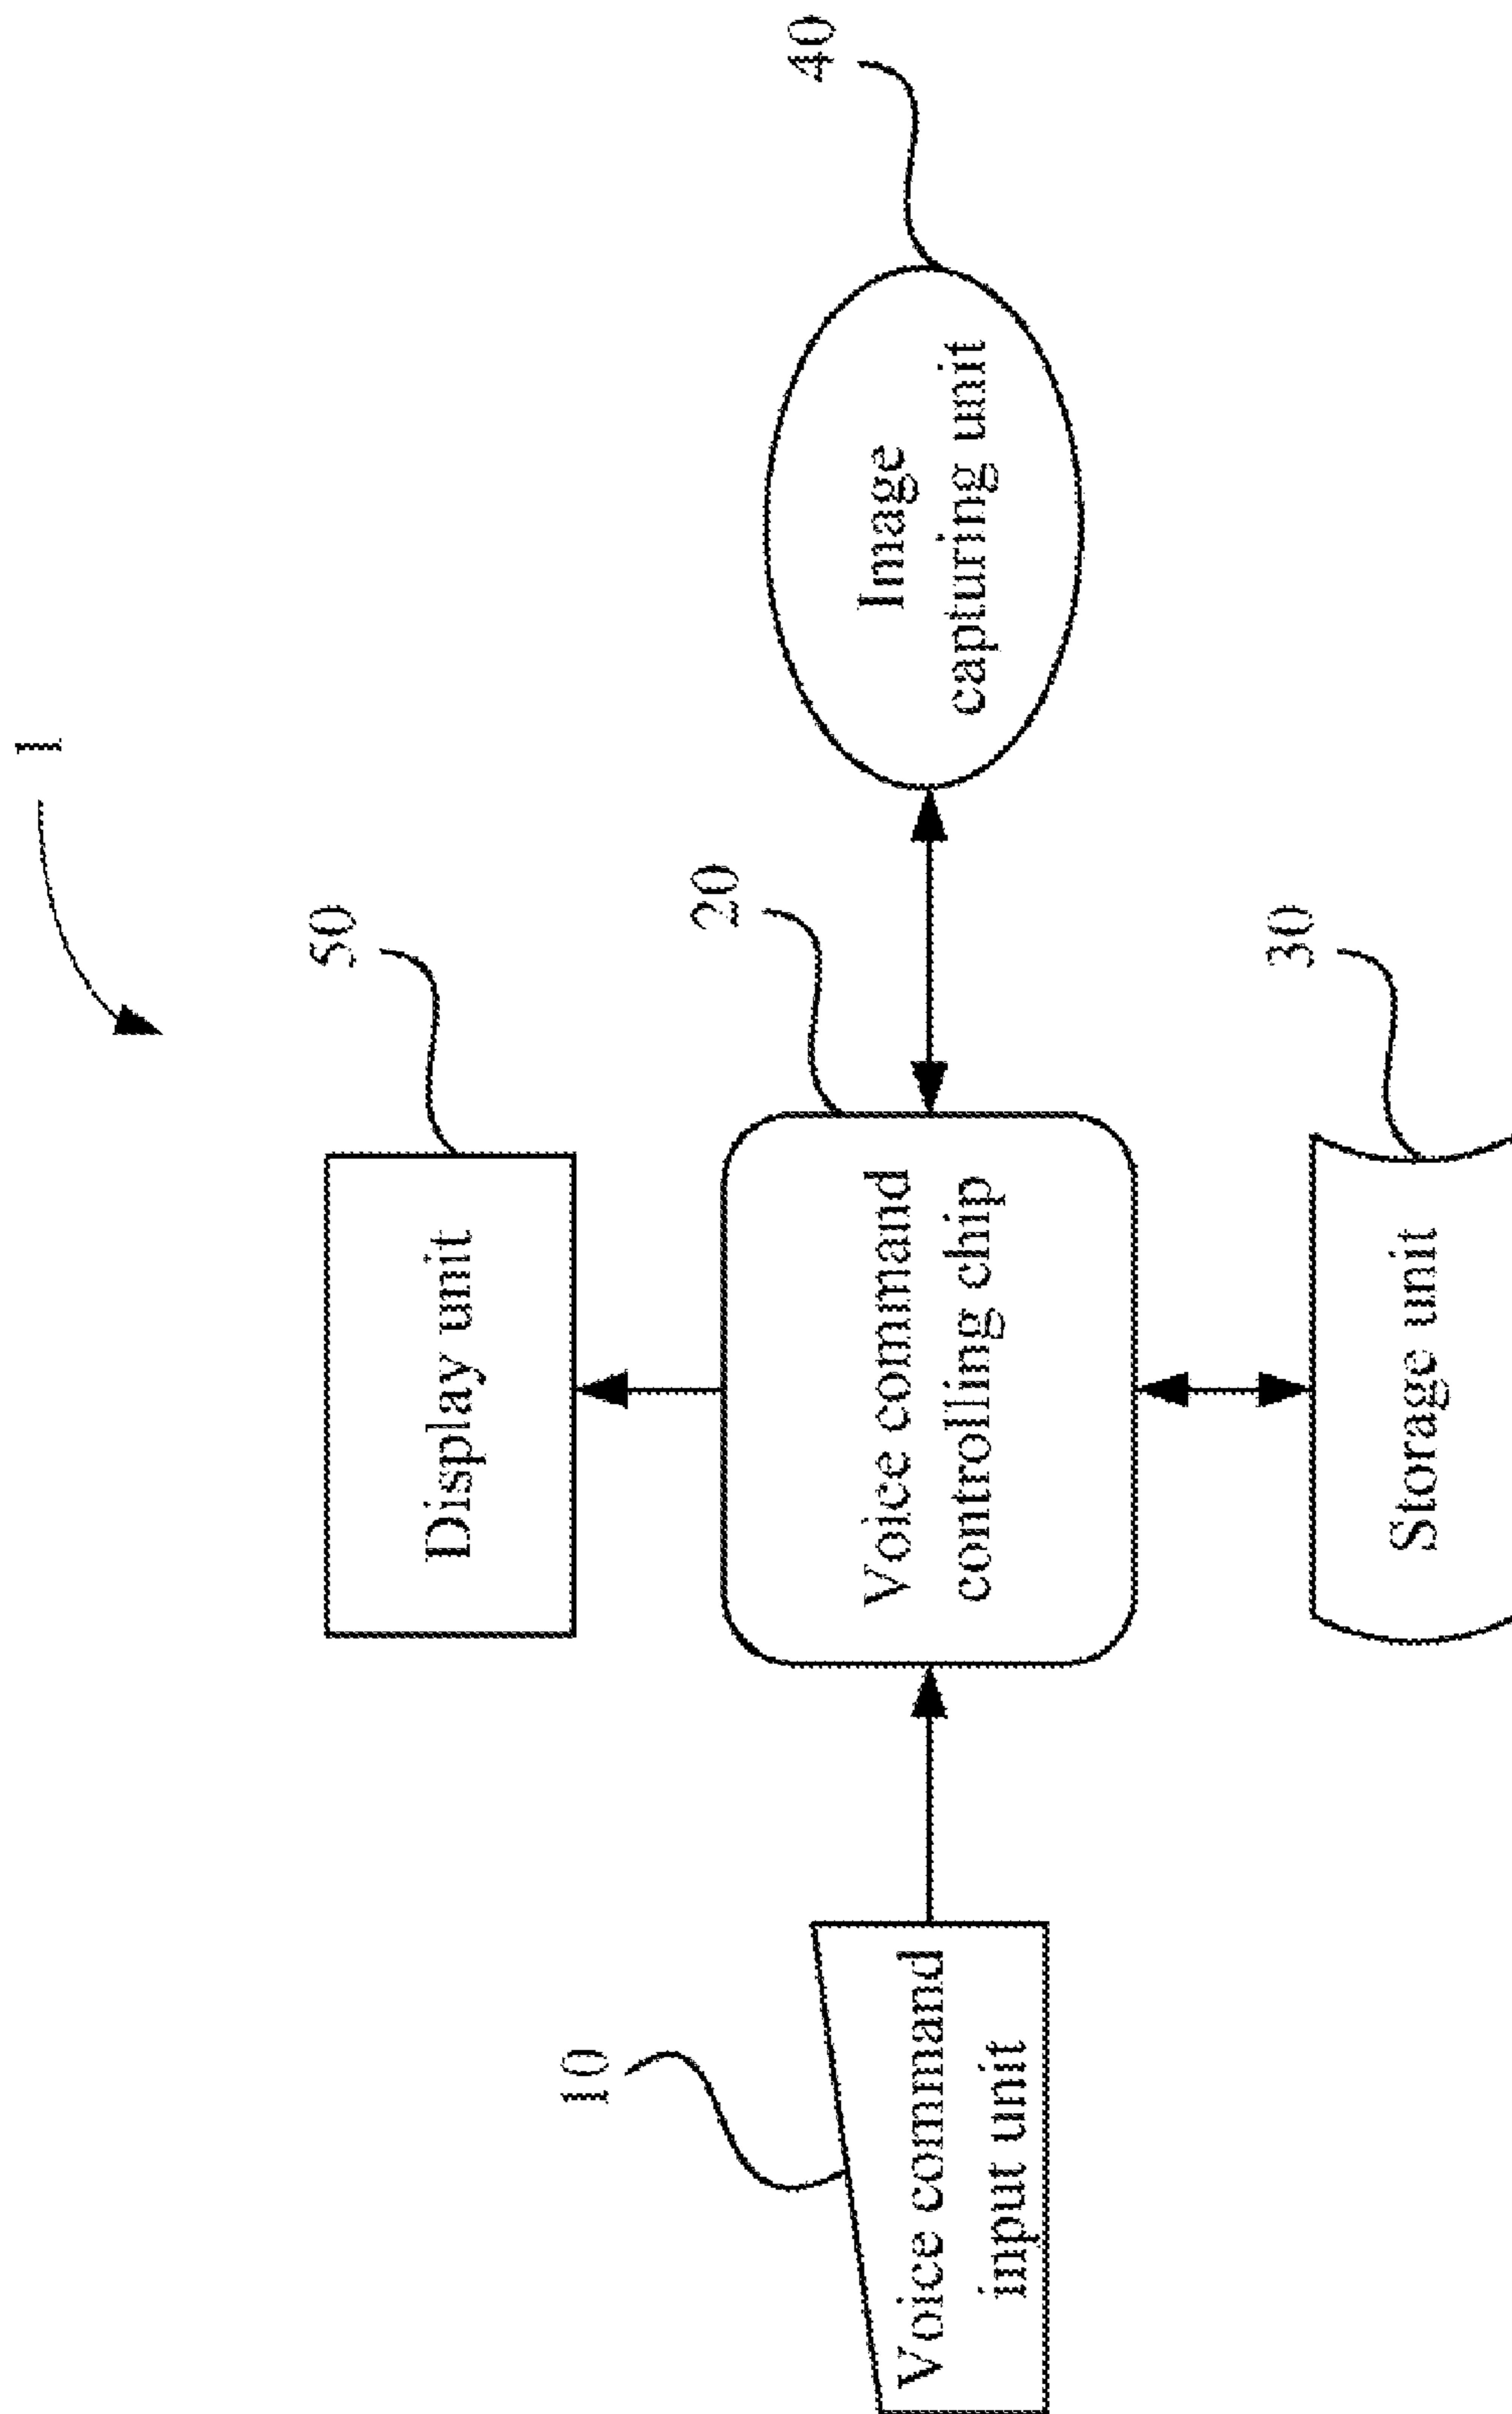 1
50
Display unit
20
40
Voice command
controlling chip
Image
capturing unit
10
Voice command
input unit
30
Storage unit